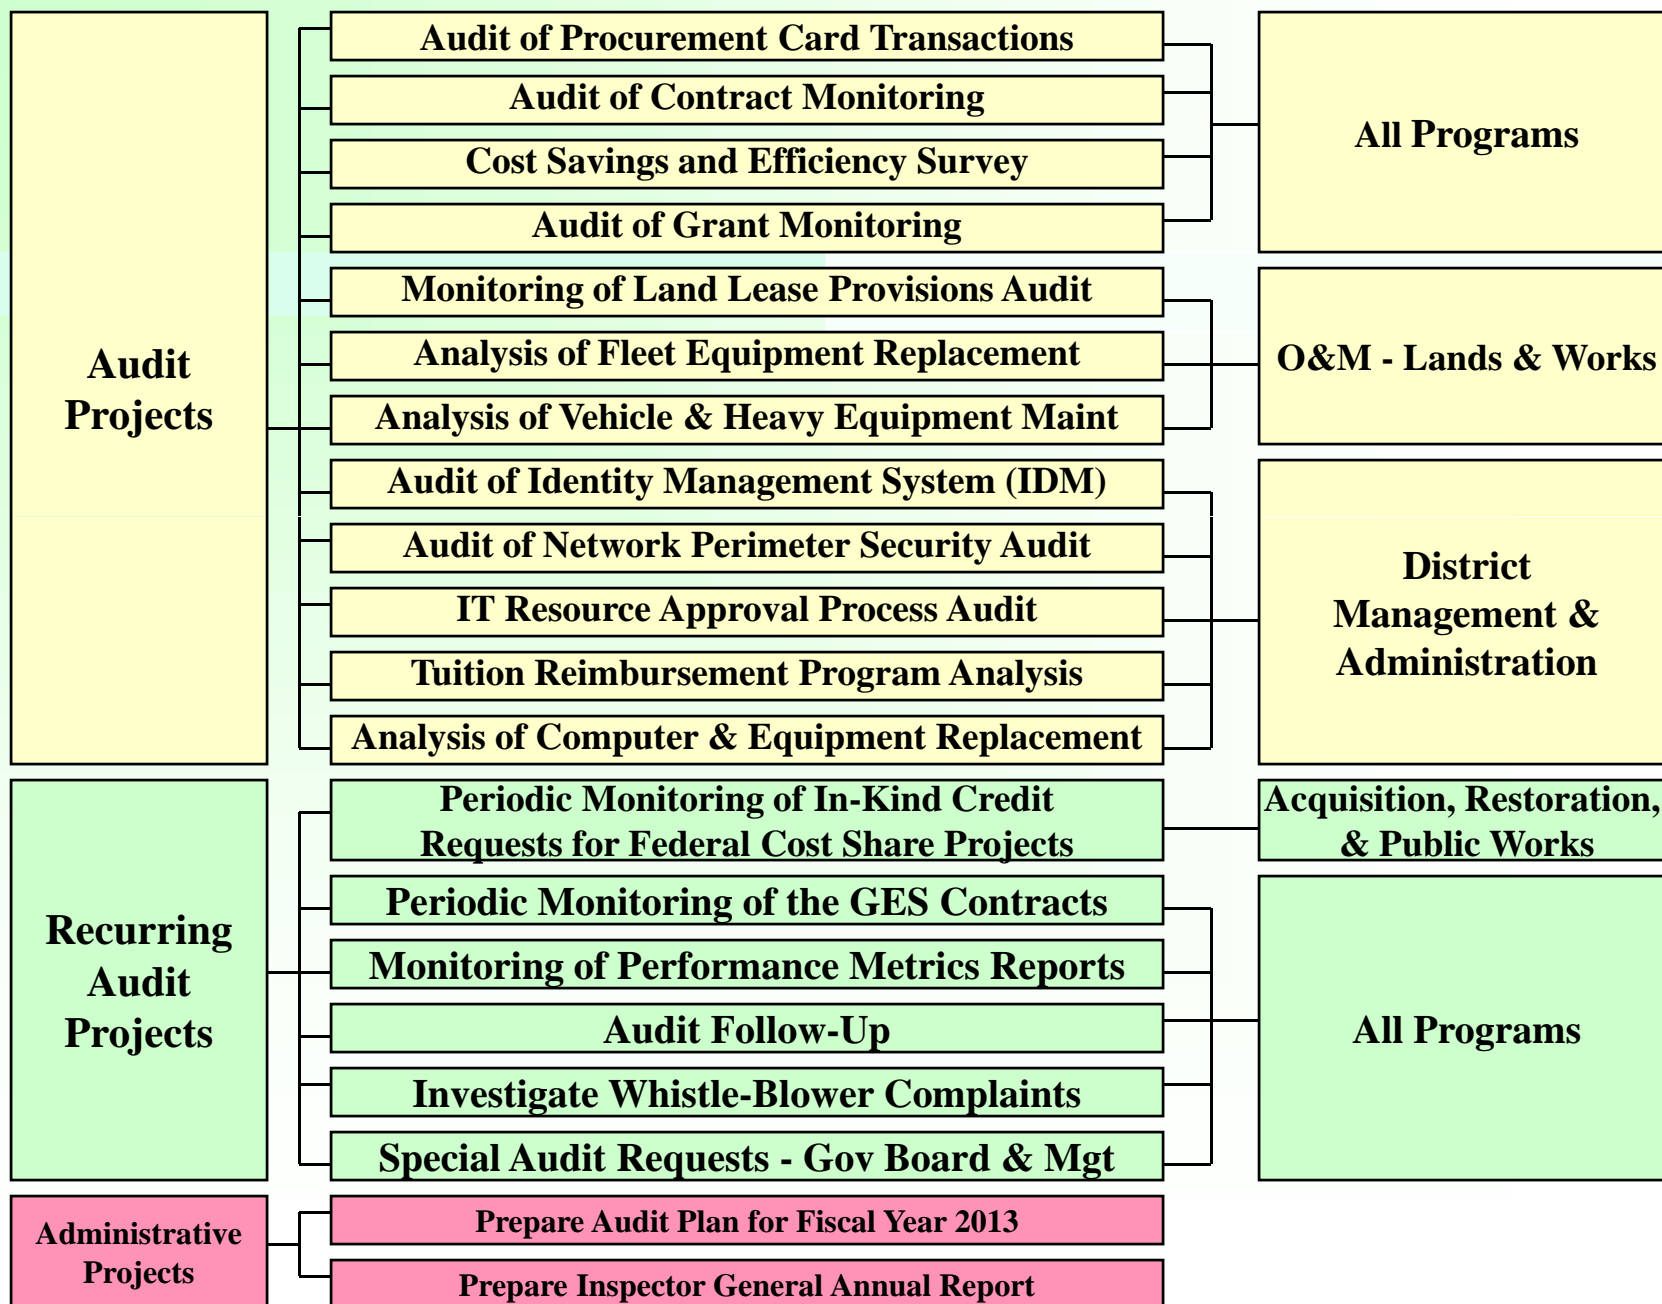 Audit
Projects
Audit of Procurement Card Transactions
Audit of Contract Monitoring
Cost Savings and Efficiency Survey
Audit of Grant Monitoring
All Programs
Monitoring of Land Lease Provisions Audit
Analysis of Fleet Equipment Replacement
Analysis of Vehicle & Heavy Equipment Maint
O&M - Lands & Works
Audit of Identity Management System (IDM)
Audit of Network Perimeter Security Audit
IT Resource Approval Process Audit
Tuition Reimbursement Program Analysis
Analysis of Computer & Equipment Replacement
District
Management &
Administration
Recurring
Audit
Projects
Periodic Monitoring of In-Kind Credit
Requests for Federal Cost Share Projects
Acquisition, Restoration,
& Public Works
Periodic Monitoring of the GES Contracts
Monitoring of Performance Metrics Reports
Audit Follow-Up
Investigate Whistle-Blower Complaints
Special Audit Requests - Gov Board & Mgt
All Programs
Administrative
Projects
Prepare Audit Plan for Fiscal Year 2013
Prepare Inspector General Annual Report